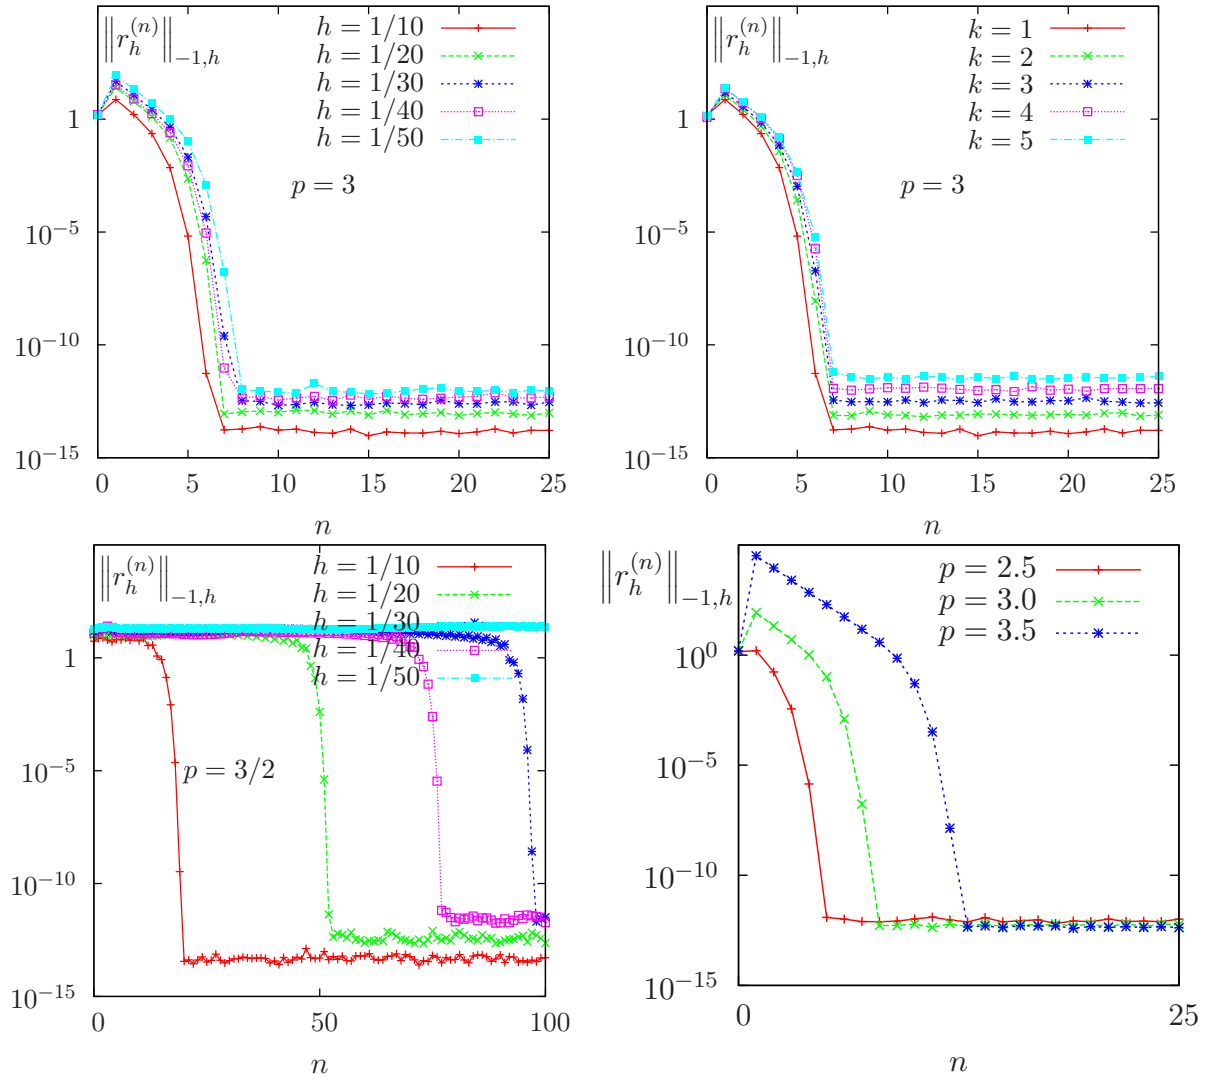 ‖r_h^{(n)}‖_{−1,h}
h = 1/10
h = 1/20
h = 1/30
h = 1/40
h = 1/50
p = 3
1
10^{−5}
10^{−10}
10^{−15}
0 5 10 15 20 25
n
‖r_h^{(n)}‖_{−1,h}
k = 1
k = 2
k = 3
k = 4
k = 5
p = 3
1
10^{−5}
10^{−10}
10^{−15}
0 5 10 15 20 25
n
‖r_h^{(n)}‖_{−1,h}
h = 1/10
h = 1/20
h = 1/30
h = 1/40
h = 1/50
p = 3/2
1
10^{−5}
10^{−10}
10^{−15}
0 50 100
n
‖r_h^{(n)}‖_{−1,h}
p = 2.5
p = 3.0
p = 3.5
10^0
10^{−5}
10^{−10}
10^{−15}
0 25
n